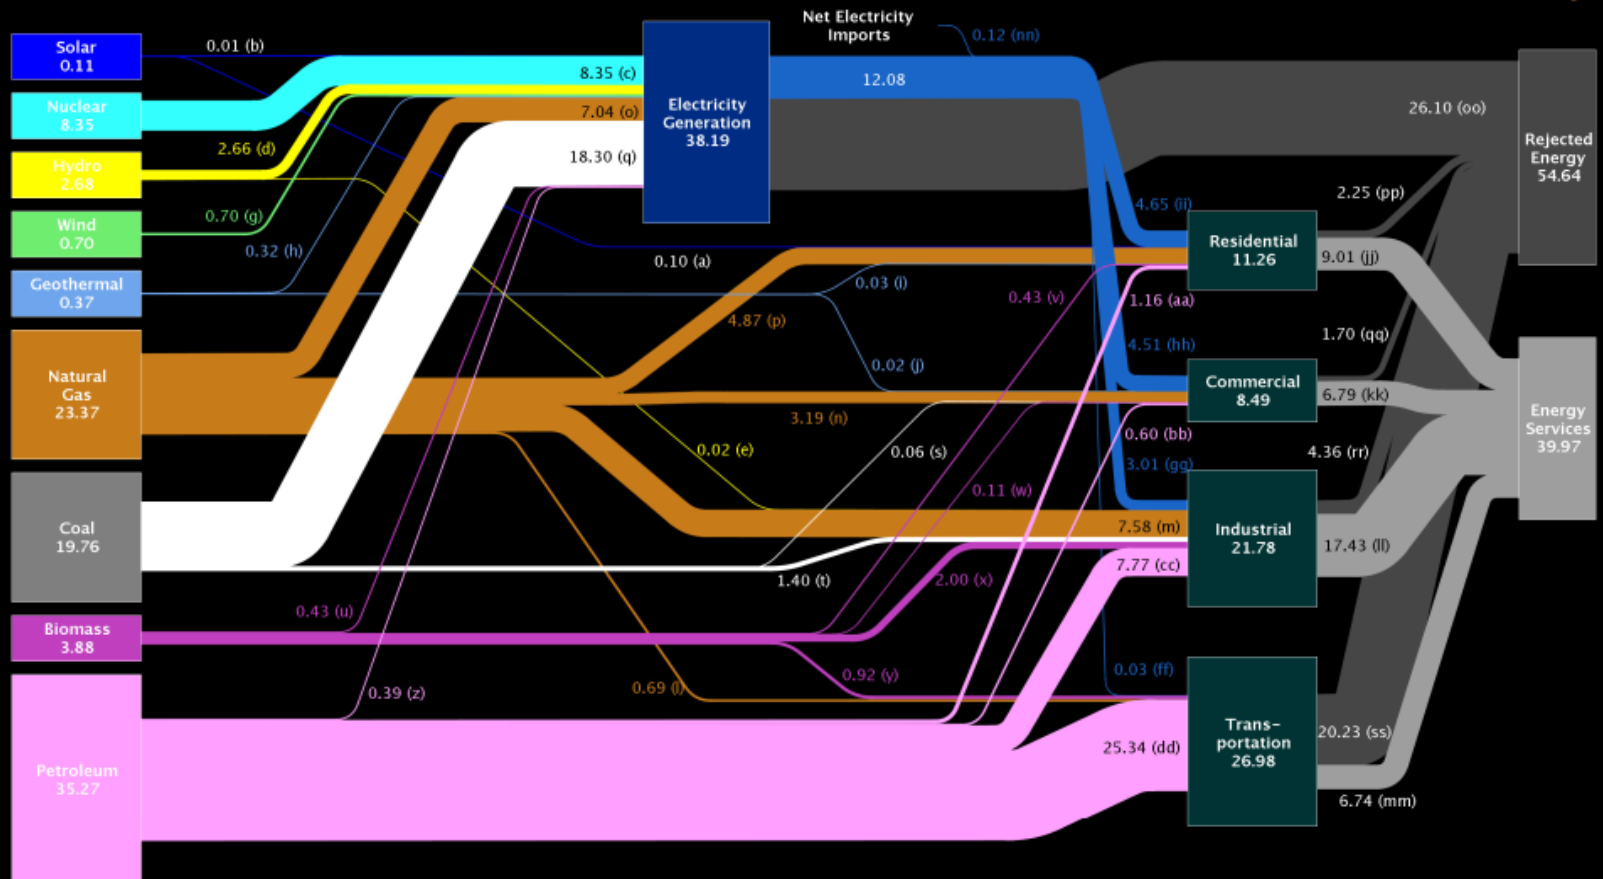 Net Electricity
Imports
0.12 (nn)
Solar
0.11
0.01 (b)
8.35 (c)
12.08
26.10 (oo)
Nuclear
8.35
7.04 (o)
Electricity
Generation
38.19
Rejected
Energy
54.64
2.66 (d)
18.30 (q)
Hydro
2.68
2.25 (pp)
0.70 (g)
4.65 (ii)
Wind
0.70
0.32 (h)
0.10 (a)
Residential
11.26
9.01 (jj)
Geothermal
0.37
0.03 (i)
0.43 (v)
1.16 (aa)
4.87 (p)
1.70 (qq)
4.51 (hh)
Natural
Gas
23.37
0.02 (j)
Commercial
8.49
6.79 (kk)
3.19 (n)
0.60 (bb)
Energy
Services
39.97
0.02 (e)
0.06 (s)
4.36 (rr)
3.01 (gg)
0.11 (w)
Coal
19.76
7.58 (m)
Industrial
21.78
17.43 (ll)
7.77 (cc)
1.40 (t)
2.00 (x)
0.43 (u)
Biomass
3.88
0.03 (ff)
0.92 (y)
0.39 (z)
0.69 (l)
Trans-
portation
26.98
25.34 (dd)
20.23 (ss)
Petroleum
35.27
6.74 (mm)